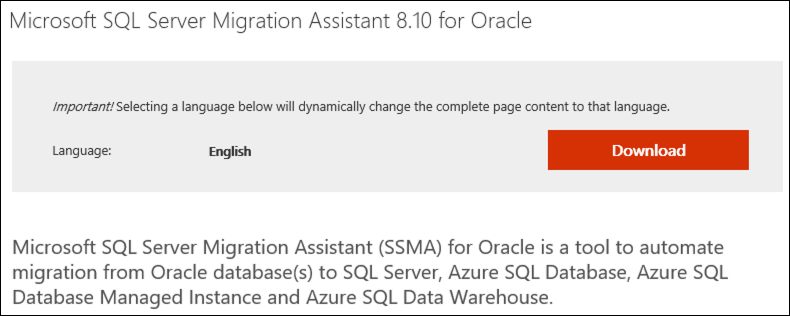 Microsoft SQL Server Migration Assistant 8.10 for Oracle
Important! Selecting a language below will dynamically change the complete page content to that language.
Language:
English
Download
Microsoft SQL Server Migration Assistant (SSMA) for Oracle is a tool to automate
migration from Oracle database(s) to SQL Server, Azure SQL Database, Azure SQL
Database Managed Instance and Azure SQL Data Warehouse.